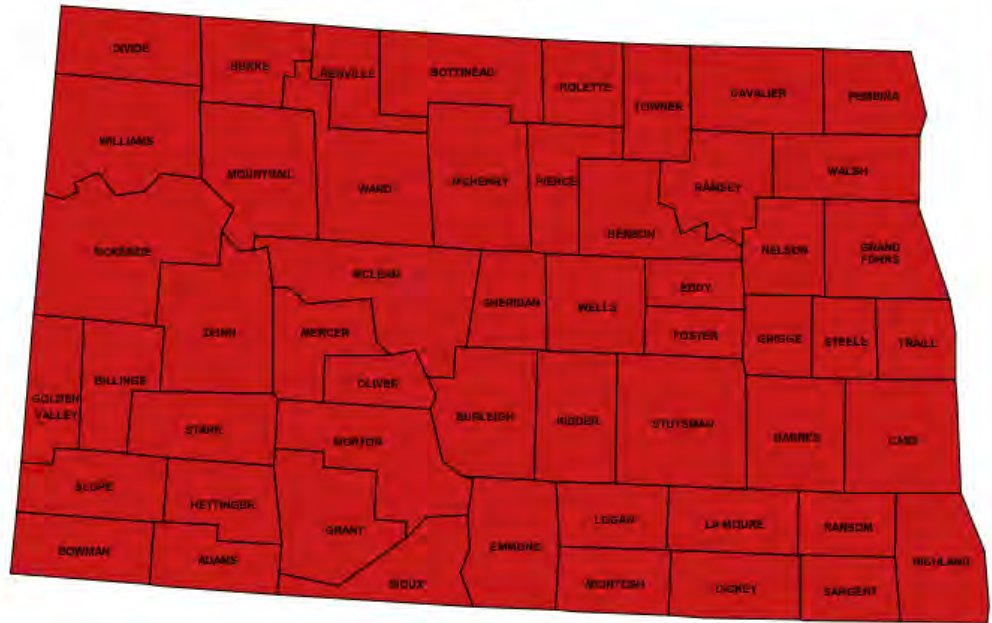 DIVIDE
BURKE
RENVILLE
BOTTINEAU
ROLETTE
TOWNER
CAVALIER
PEMBINA
WILLIAMS
MOUNTRAIL
WARD
MCHENRY
PIERCE
BENSON
RAMSEY
WALSH
NELSON
GRAND
FORKS
MCKENZIE
MCLEAN
SHERIDAN
WELLS
EDDY
FOSTER
GRIGGS
STEELE
TRAILL
DUNN
MERCER
OLIVER
GOLDEN
VALLEY
BILLINGS
STARK
MORTON
BURLEIGH
KIDDER
STUTSMAN
BARNES
CASS
SLOPE
HETTINGER
GRANT
EMMONS
LOGAN
LA MOURE
RANSOM
RICHLAND
BOWMAN
ADAMS
SIOUX
MCINTOSH
DICKEY
SARGENT